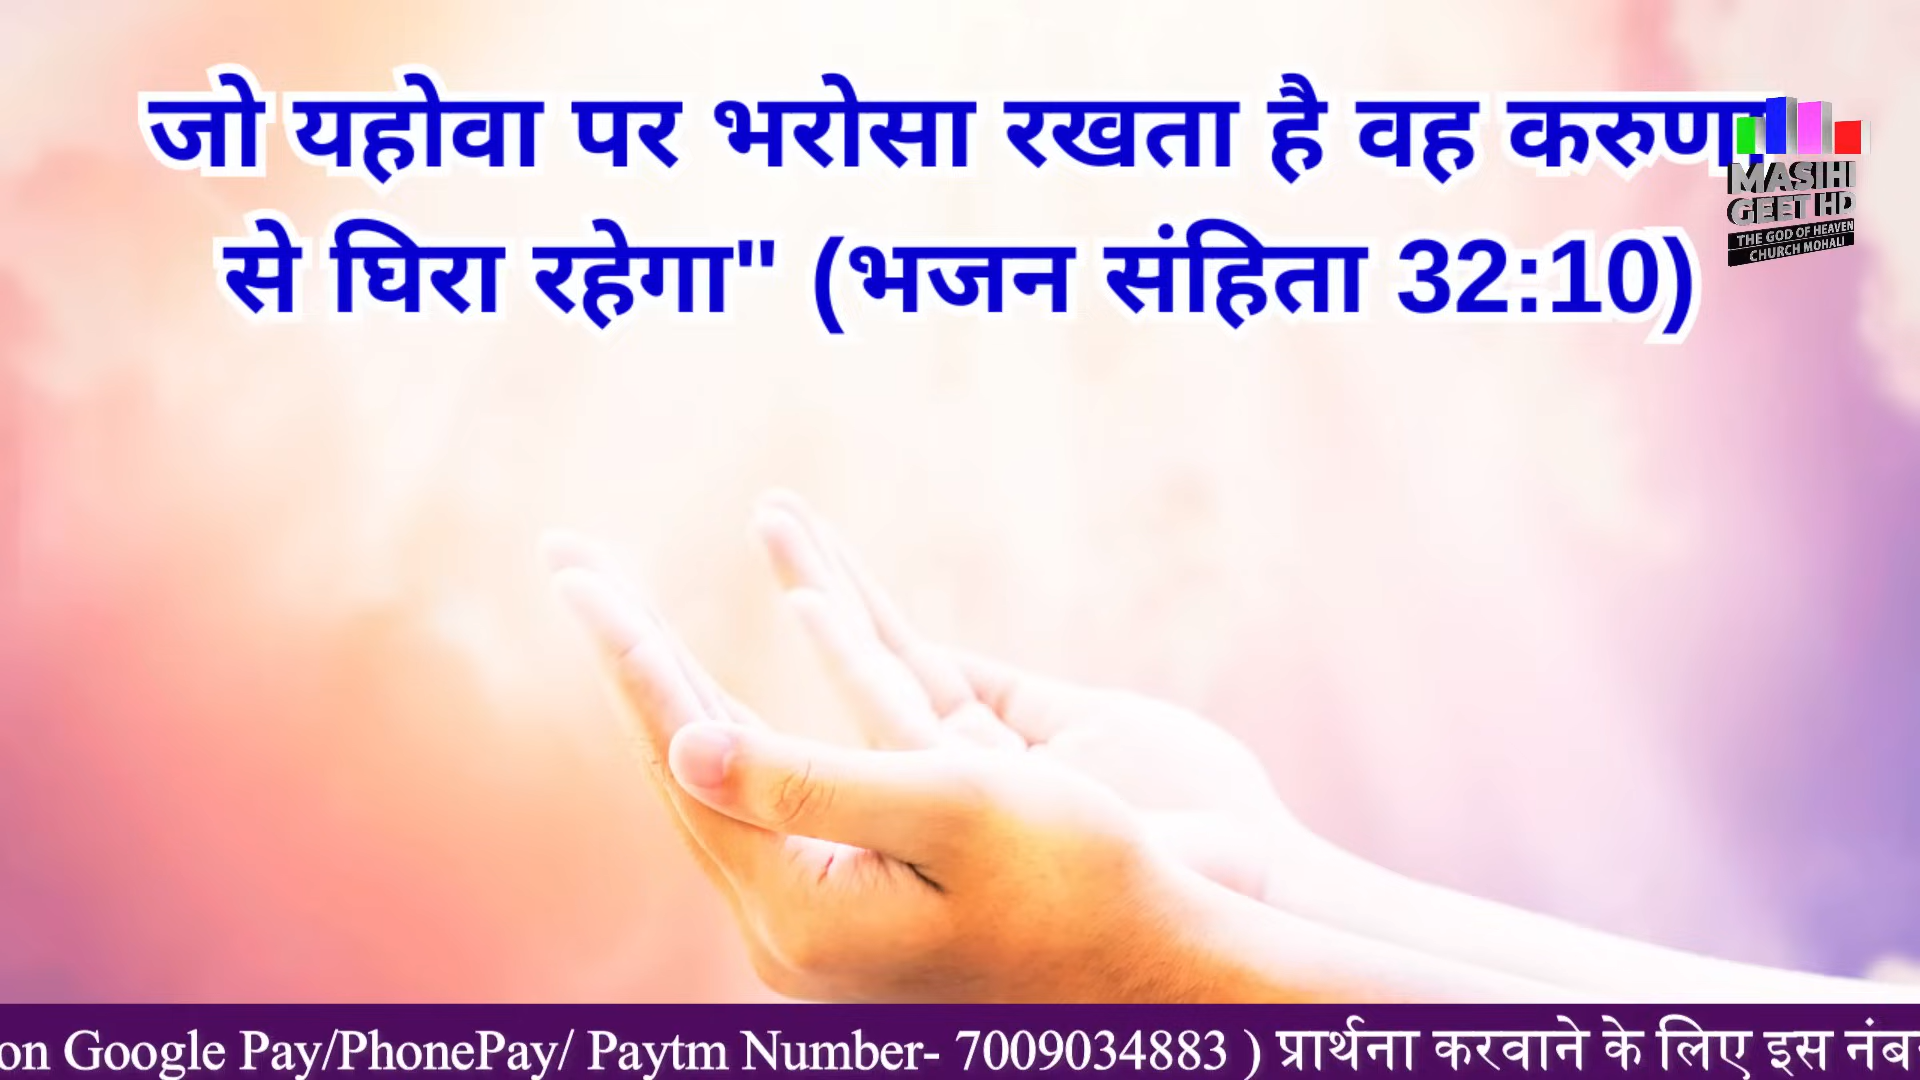 जो यहोवा पर भरोसा रखता है वह करुणा
से घिरा रहेगा" (भजन संहिता 32:10)
MASIHI
GEET HD
THE GOD OF HEAVEN
CHURCH MOHALI
on Google Pay/PhonePay/ Paytm Number- 7009034883 ) प्रार्थना करवाने के लिए इस